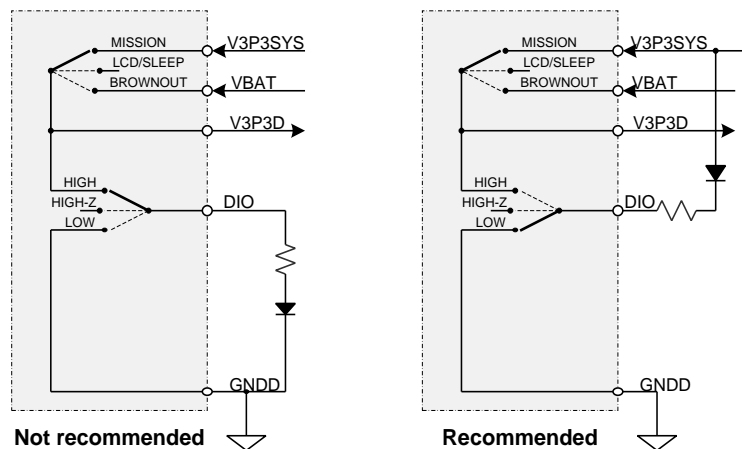 MISSION
V3P3SYS
LCD/SLEEP
BROWNOUT
VBAT
V3P3D
HIGH
HIGH-Z
LOW
DIO
GNDD
Not recommended
MISSION
V3P3SYS
LCD/SLEEP
BROWNOUT
VBAT
V3P3D
HIGH
HIGH-Z
LOW
DIO
GNDD
Recommended